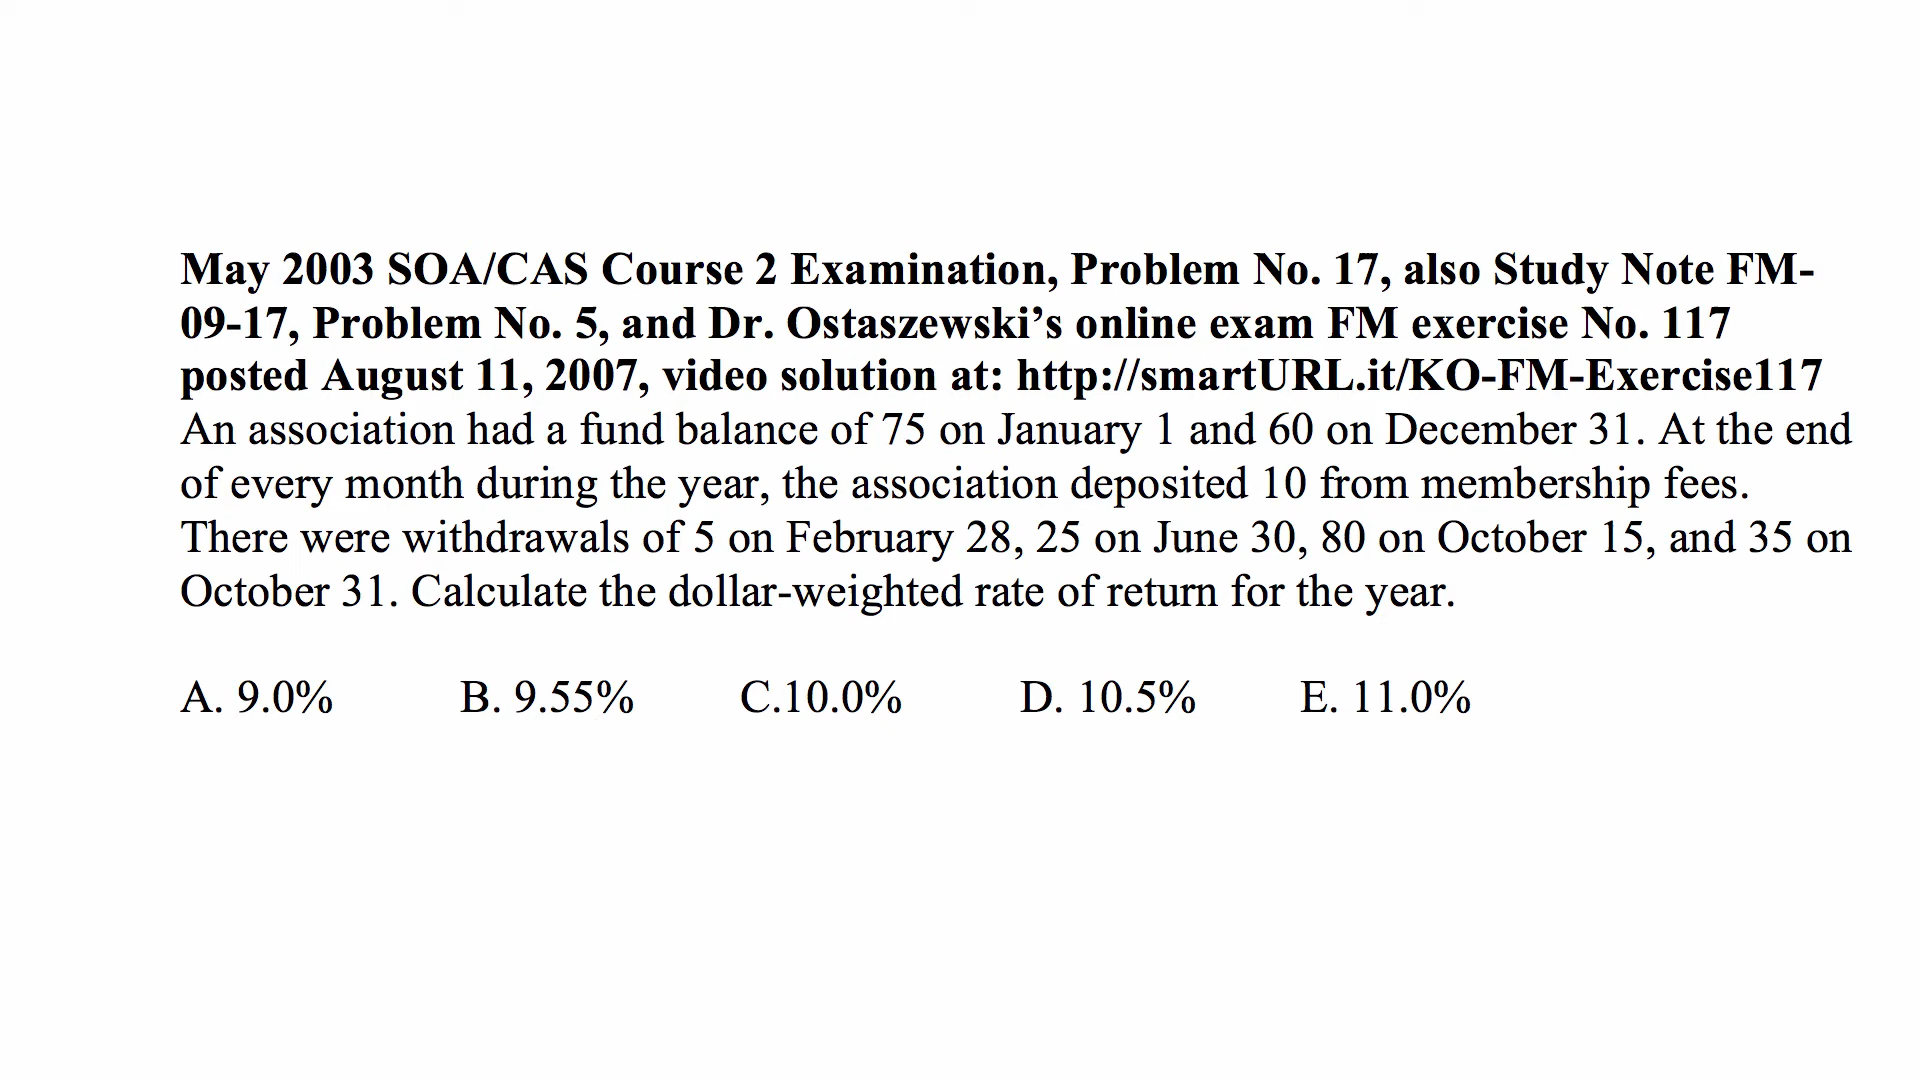 May 2003 SOA/CAS Course 2 Examination, Problem No. 17, also Study Note FM-
09-17, Problem No. 5, and Dr. Ostaszewski’s online exam FM exercise No. 117
posted August 11, 2007, video solution at: http://smartURL.it/KO-FM-Exercise117
An association had a fund balance of 75 on January 1 and 60 on December 31. At the end
of every month during the year, the association deposited 10 from membership fees.
There were withdrawals of 5 on February 28, 25 on June 30, 80 on October 15, and 35 on
October 31. Calculate the dollar-weighted rate of return for the year.
A. 9.0% B. 9.55% C.10.0% D. 10.5% E. 11.0%